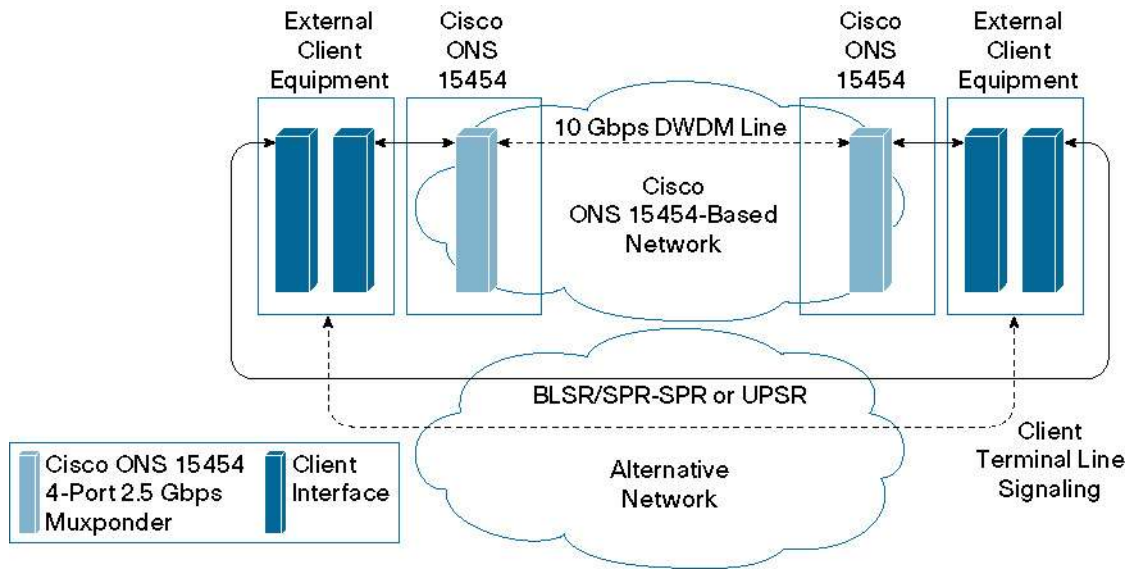 External
Client
Equipment
Cisco
ONS
15454
Cisco
ONS
15454
External
Client
Equipment
10 Gbps DWDM Line
Cisco
ONS 15454-Based
Network
BLSR/SPR-SPR or UPSR
Alternative
Network
Client
Terminal Line
Signaling
Cisco ONS 15454
4-Port 2.5 Gbps
Muxponder
Client
Interface